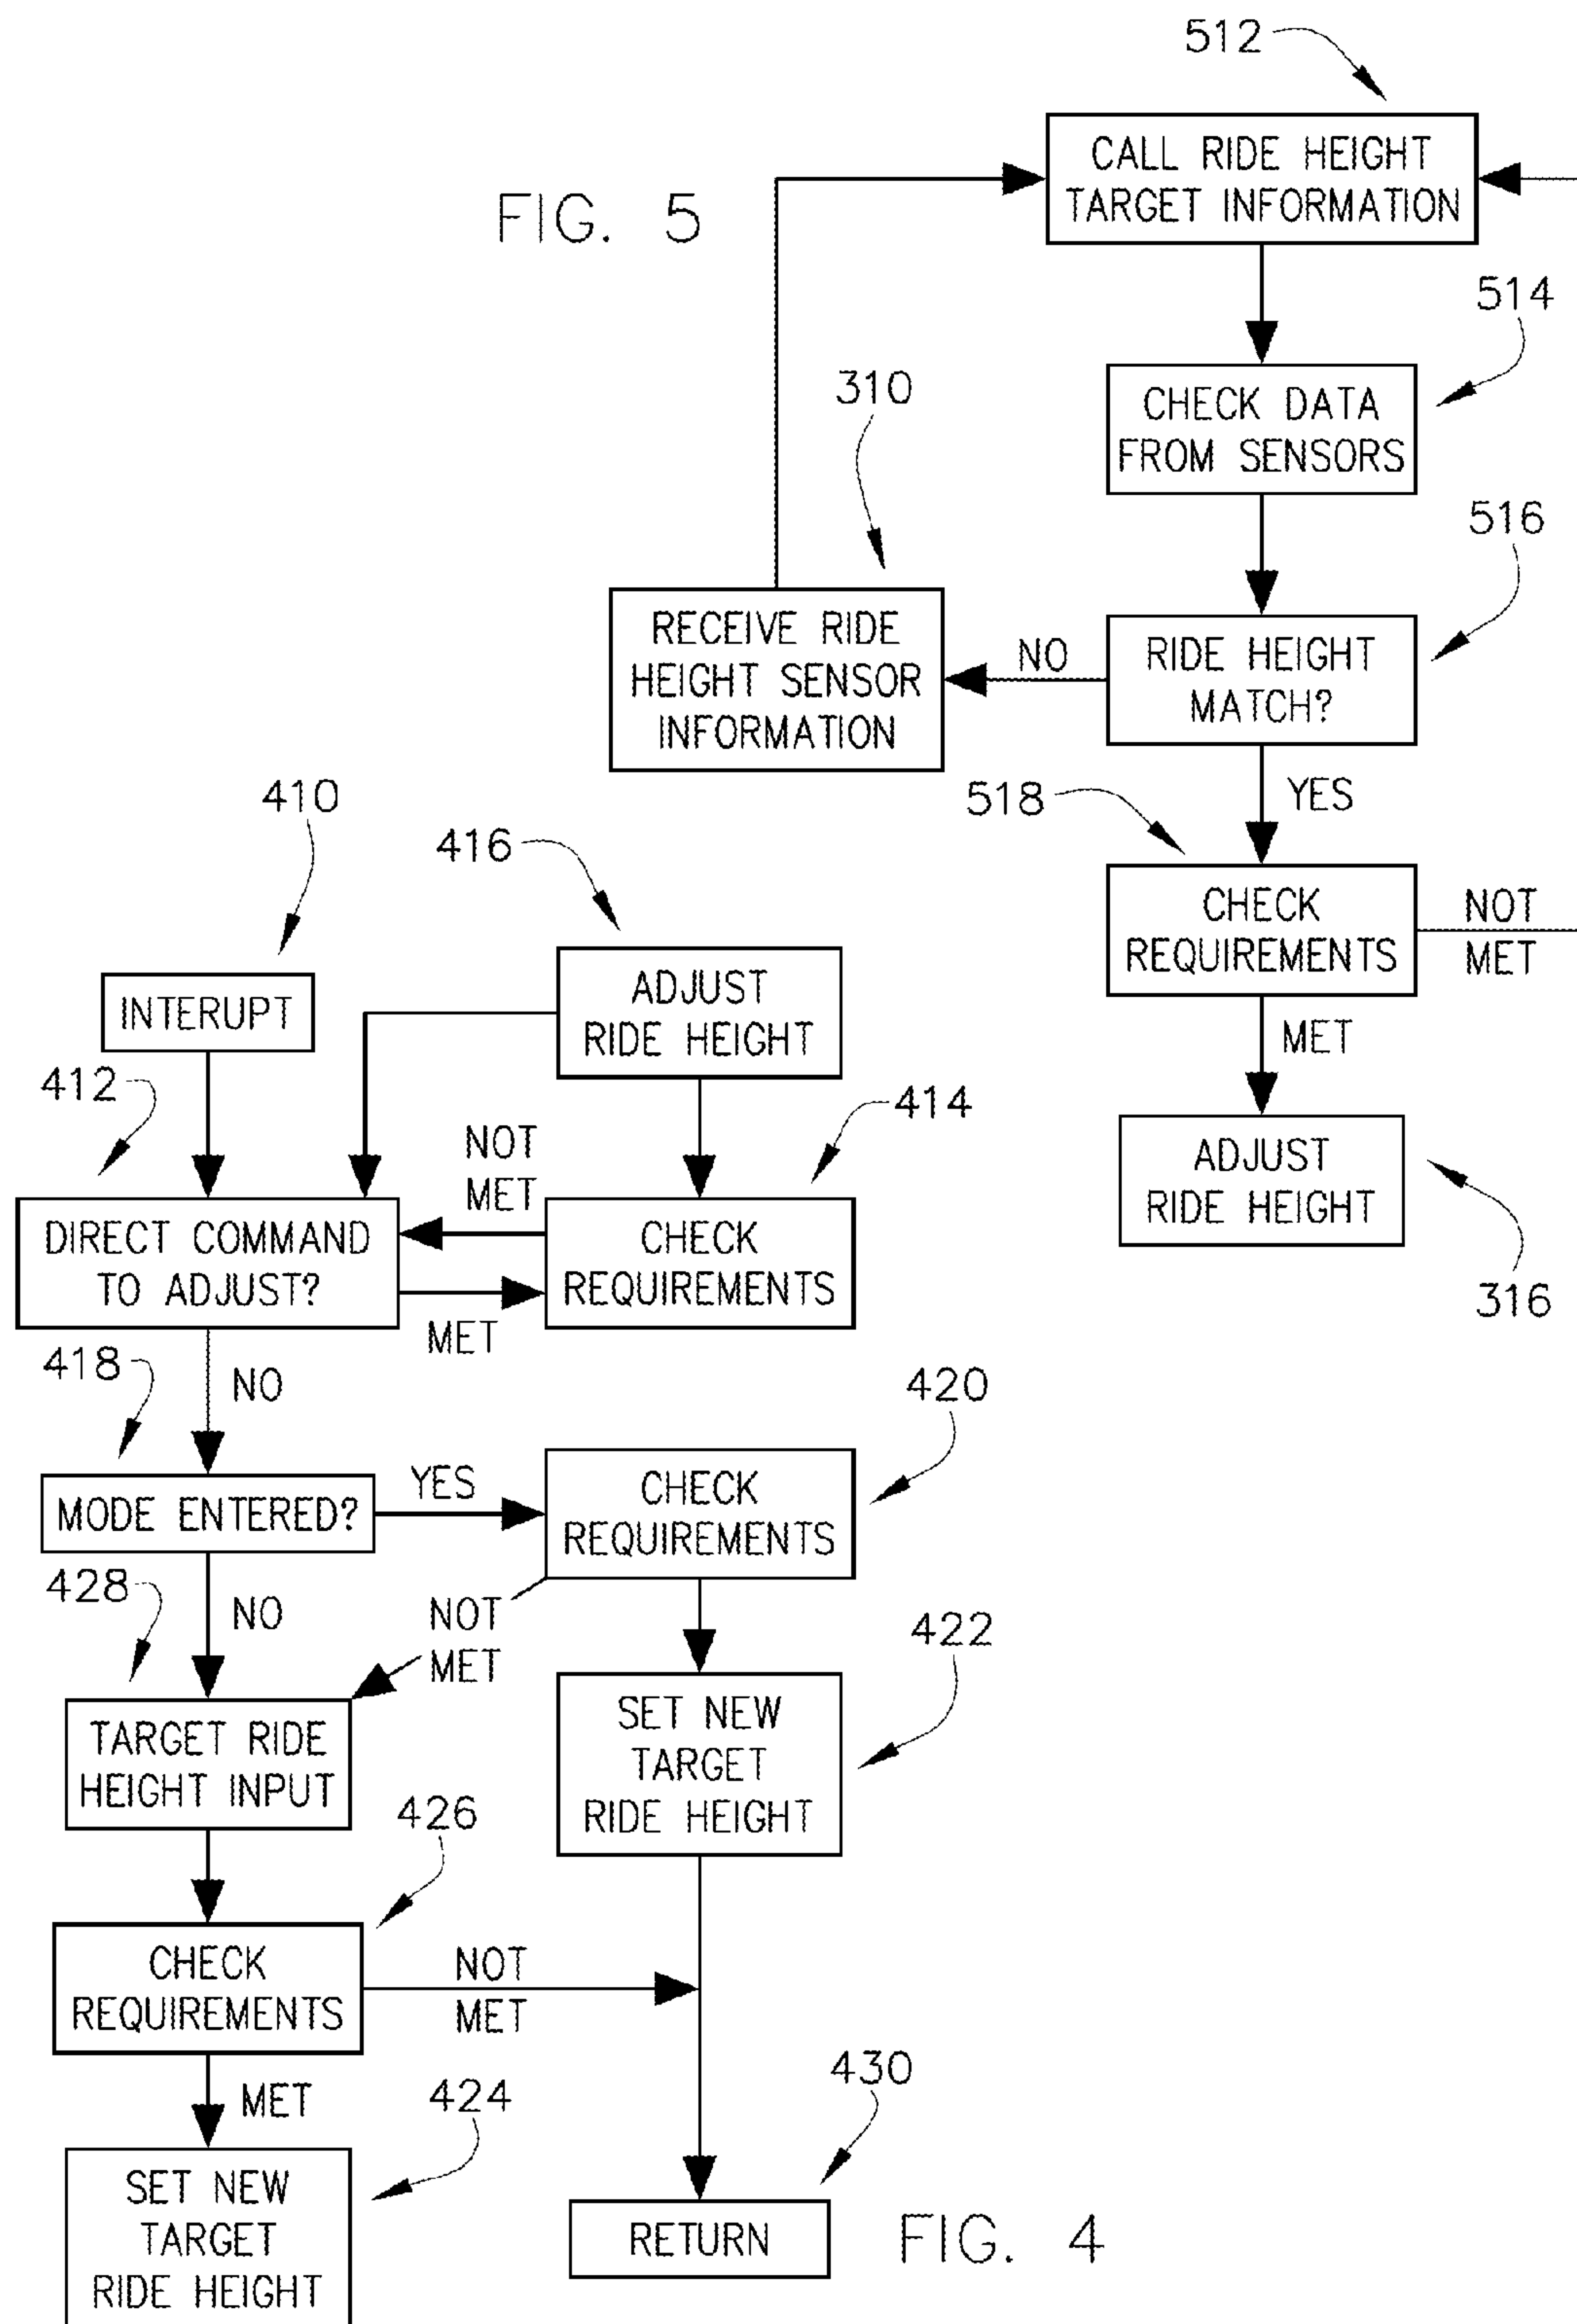 512
CALL RIDE HEIGHT
TARGET INFORMATION
FIG. 5
514
CHECK DATA
FROM SENSORS
310
516
RECEIVE RIDE
HEIGHT SENSOR
INFORMATION
NO
RIDE HEIGHT
MATCH?
YES
518
CHECK
REQUIREMENTS
NOT
MET
MET
ADJUST
RIDE HEIGHT
316
410
INTERUPT
416
ADJUST
RIDE HEIGHT
412
414
NOT
MET
DIRECT COMMAND
TO ADJUST?
CHECK
REQUIREMENTS
MET
418
NO
420
MODE ENTERED?
YES
CHECK
REQUIREMENTS
428
NO
NOT
MET
422
TARGET RIDE
HEIGHT INPUT
SET NEW
TARGET
RIDE HEIGHT
426
CHECK
REQUIREMENTS
NOT
MET
MET
424
430
SET NEW
TARGET
RIDE HEIGHT
RETURN
FIG. 4